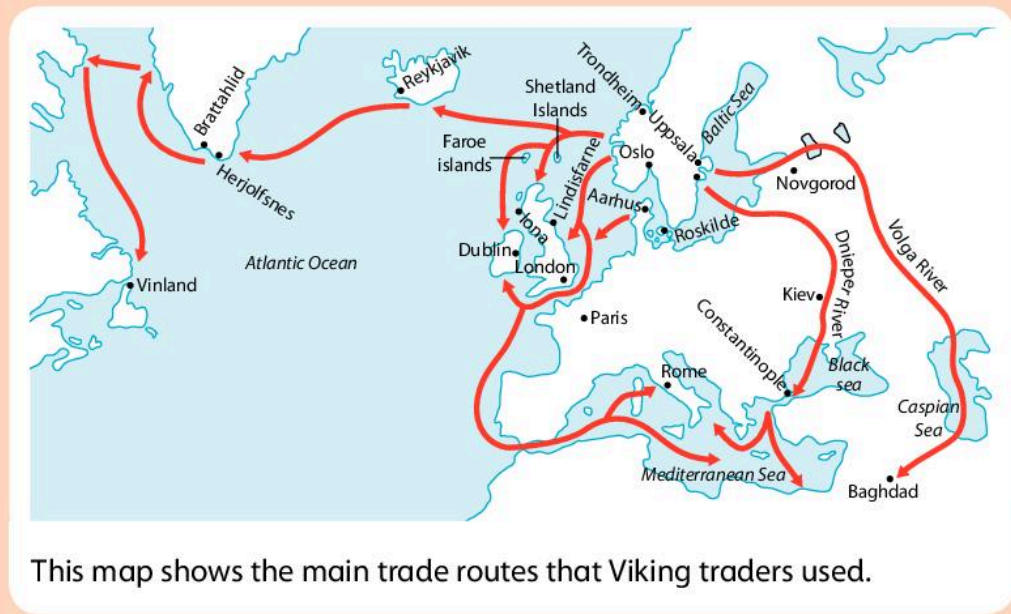 Reykjavik
Shetland
Islands
Trondheim
Uppsala
Baltic Sea
Brattahlid
Faroe
islands
Oslo
Novgorod
Herjolfsnes
Lindisfarne
Aarhus
Iona
Roskilde
Dublin
Volga River
London
Atlantic Ocean
Dnieper River
Vinland
Kiev
Paris
Constantinople
Black
sea
Rome
Caspian
Sea
Mediterranean Sea
Baghdad
This map shows the main trade routes that Viking traders used.